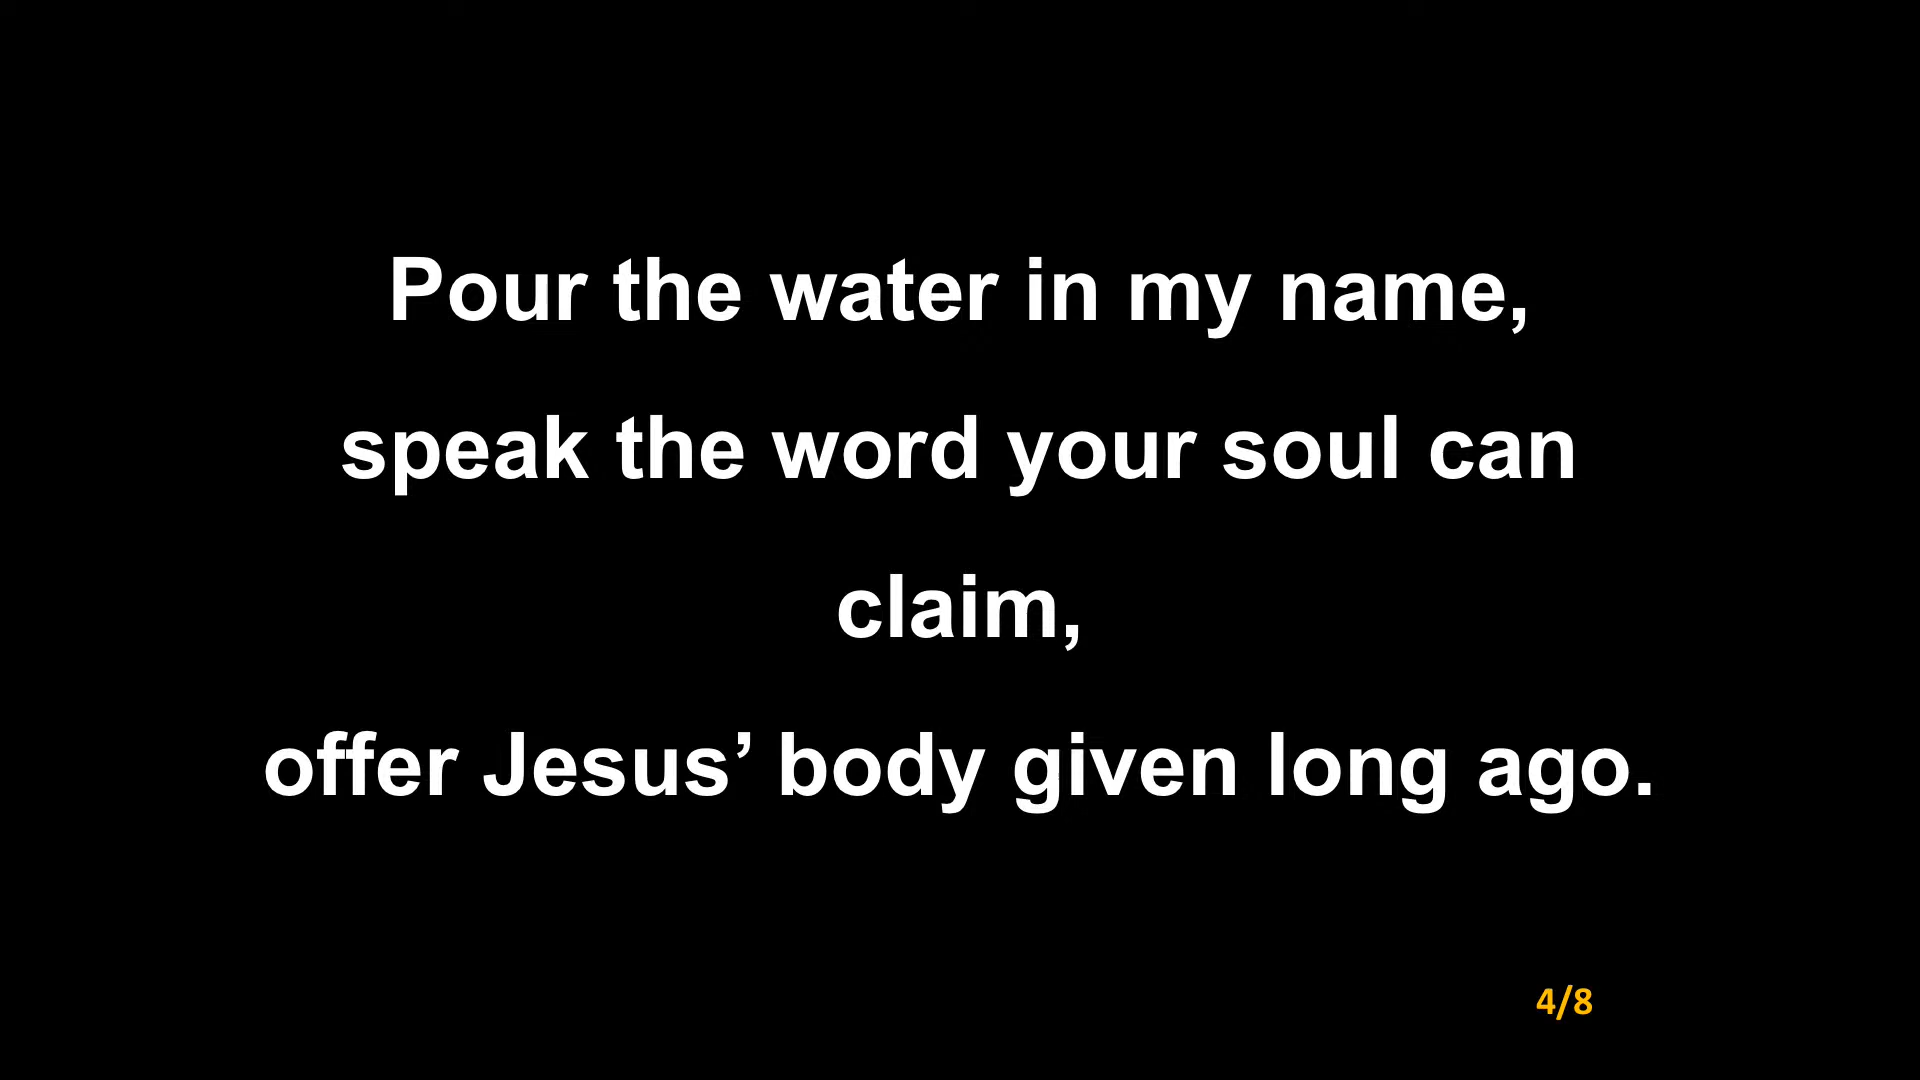 Pour the water in my name,
speak the word your soul can
claim,
offer Jesus’ body given long ago.
4/8